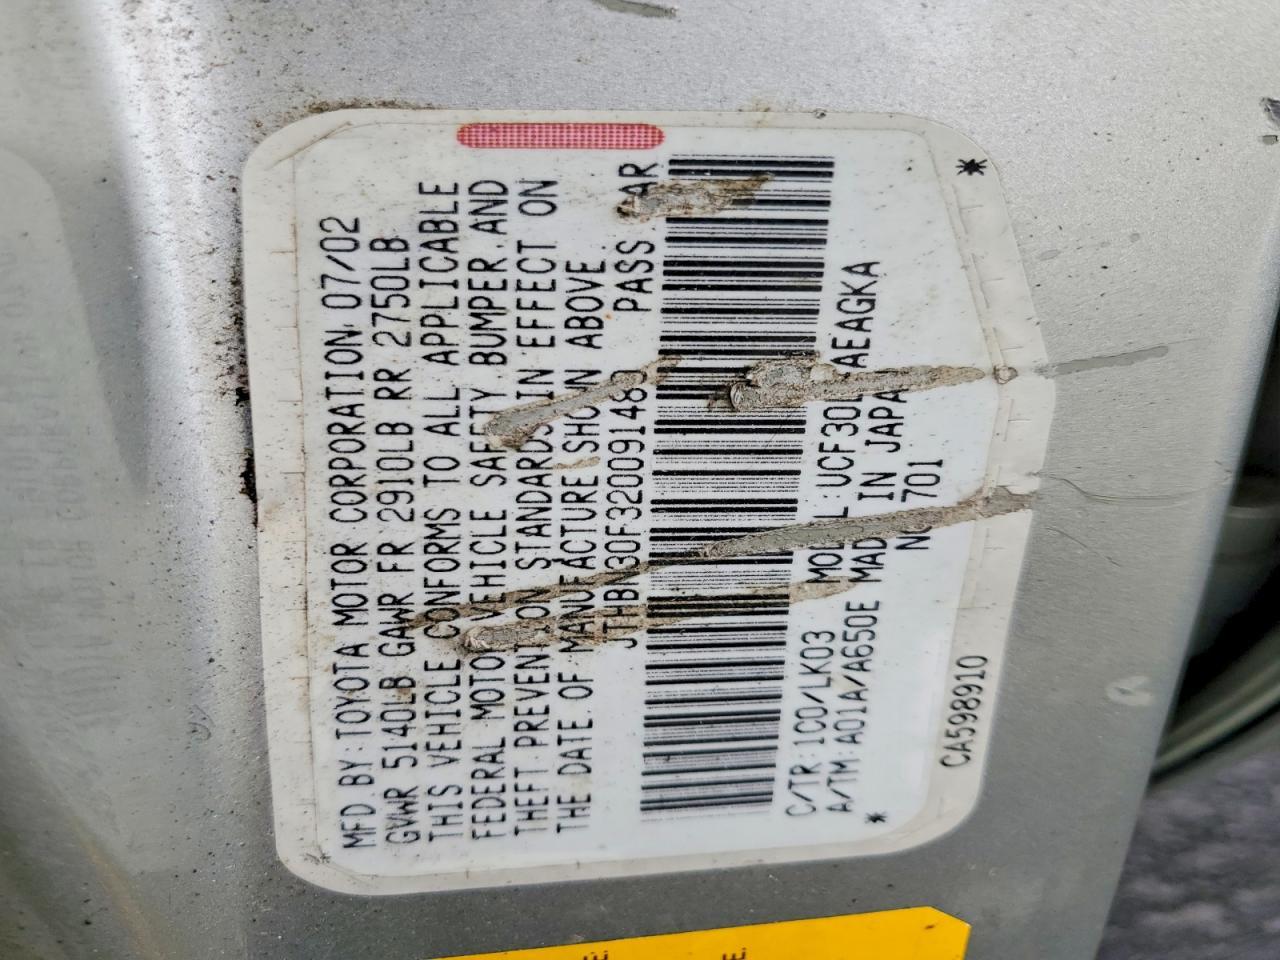 MFD BY:TOYOTA MOTOR CORPORATION 07/02
GVWR 5140LB GAWR FR 2910LB RR 2750LB
THIS VEHICLE CONFORMS TO ALL APPLICABLE
FEDERAL MOTOR VEHICLE SAFETY, BUMPER, AND
THEFT PREVENTION STANDARDS IN EFFECT ON
THE DATE OF MANUFACTURE SHOWN ABOVE.
PASS
C/TR:1C0/LK03 AEAGKA
A/TM:A01A/A650E MADE IN JAPAN
701
CA598910